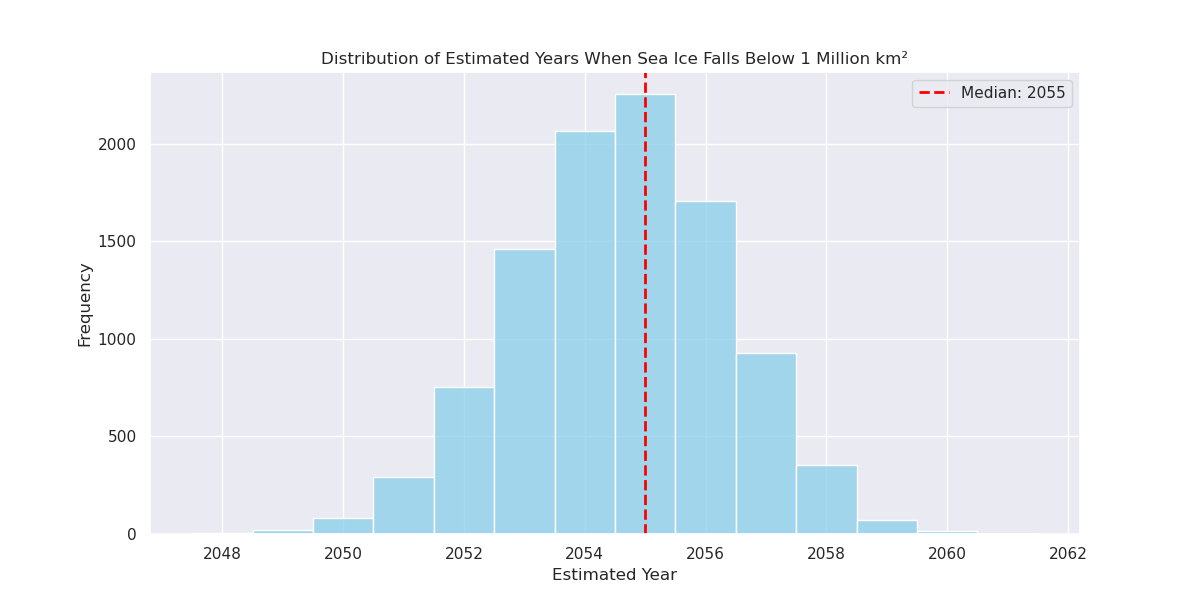 Distribution of Estimated Years When Sea Ice Falls Below 1 Million km²
Median: 2055
Frequency
2000
1500
1000
500
0
2048 2050 2052 2054 2056 2058 2060 2062
Estimated Year